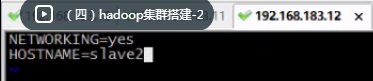 （四）hadoop集群搭建-2
11
192.168.183.12
NETWORKING=yes
HOSTNAME=slave2
~